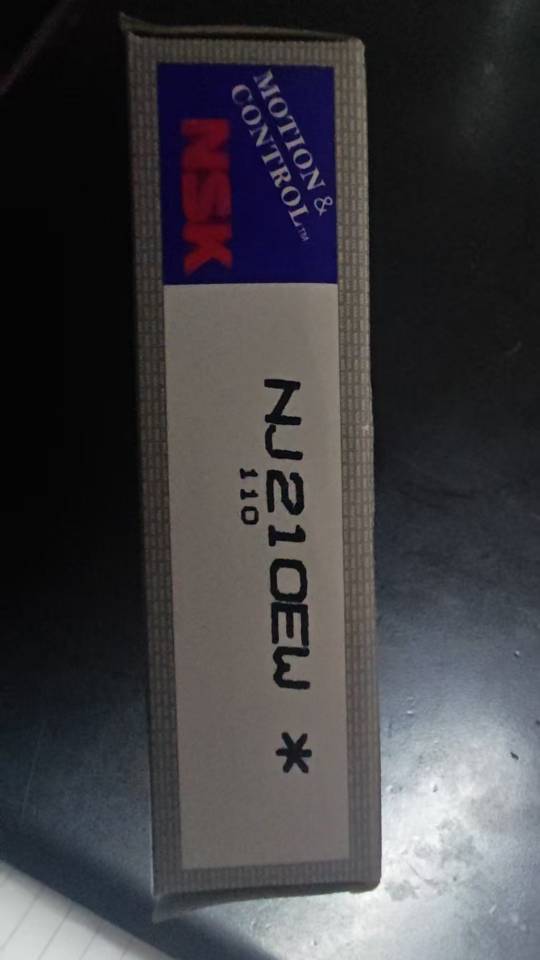 MOTION &
CONTROL™
NSK
NJ210EW *
110